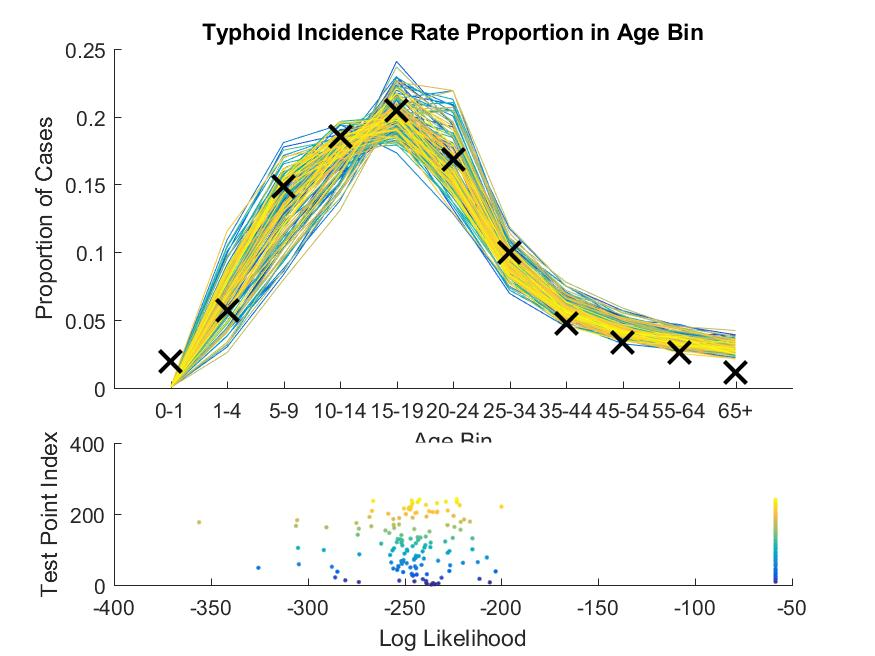 Typhoid Incidence Rate Proportion in Age Bin
Proportion of Cases
0.25
0.2
0.15
0.1
0.05
0
0-1 1-4 5-9 10-14 15-19 20-24 25-34 35-44 45-54 55-64 65+
Age Bin
Test Point Index
400
200
0
-400 -350 -300 -250 -200 -150 -100 -50
Log Likelihood